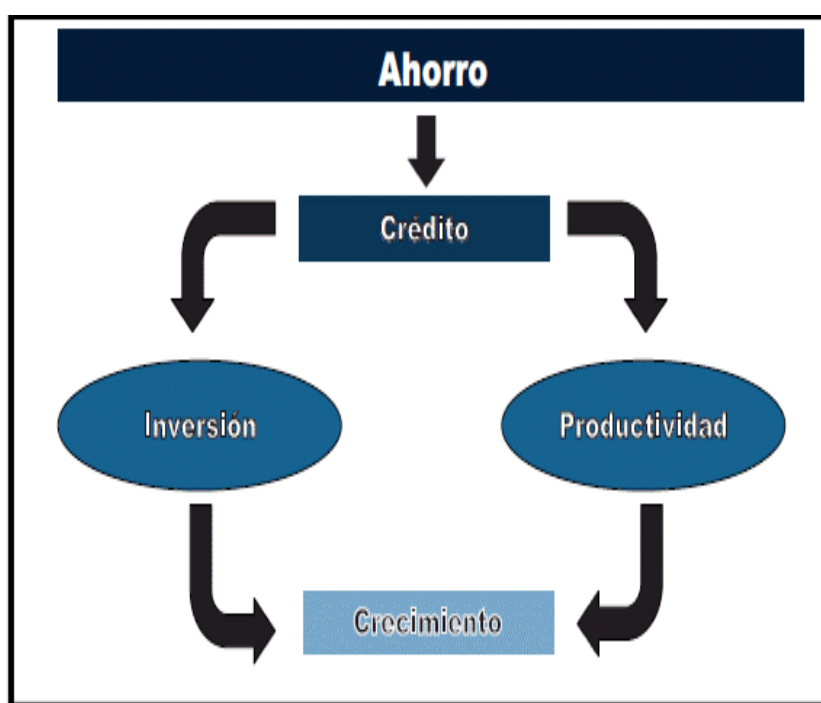 Ahorro
Crédito
Inversión
Productividad
Crecimiento